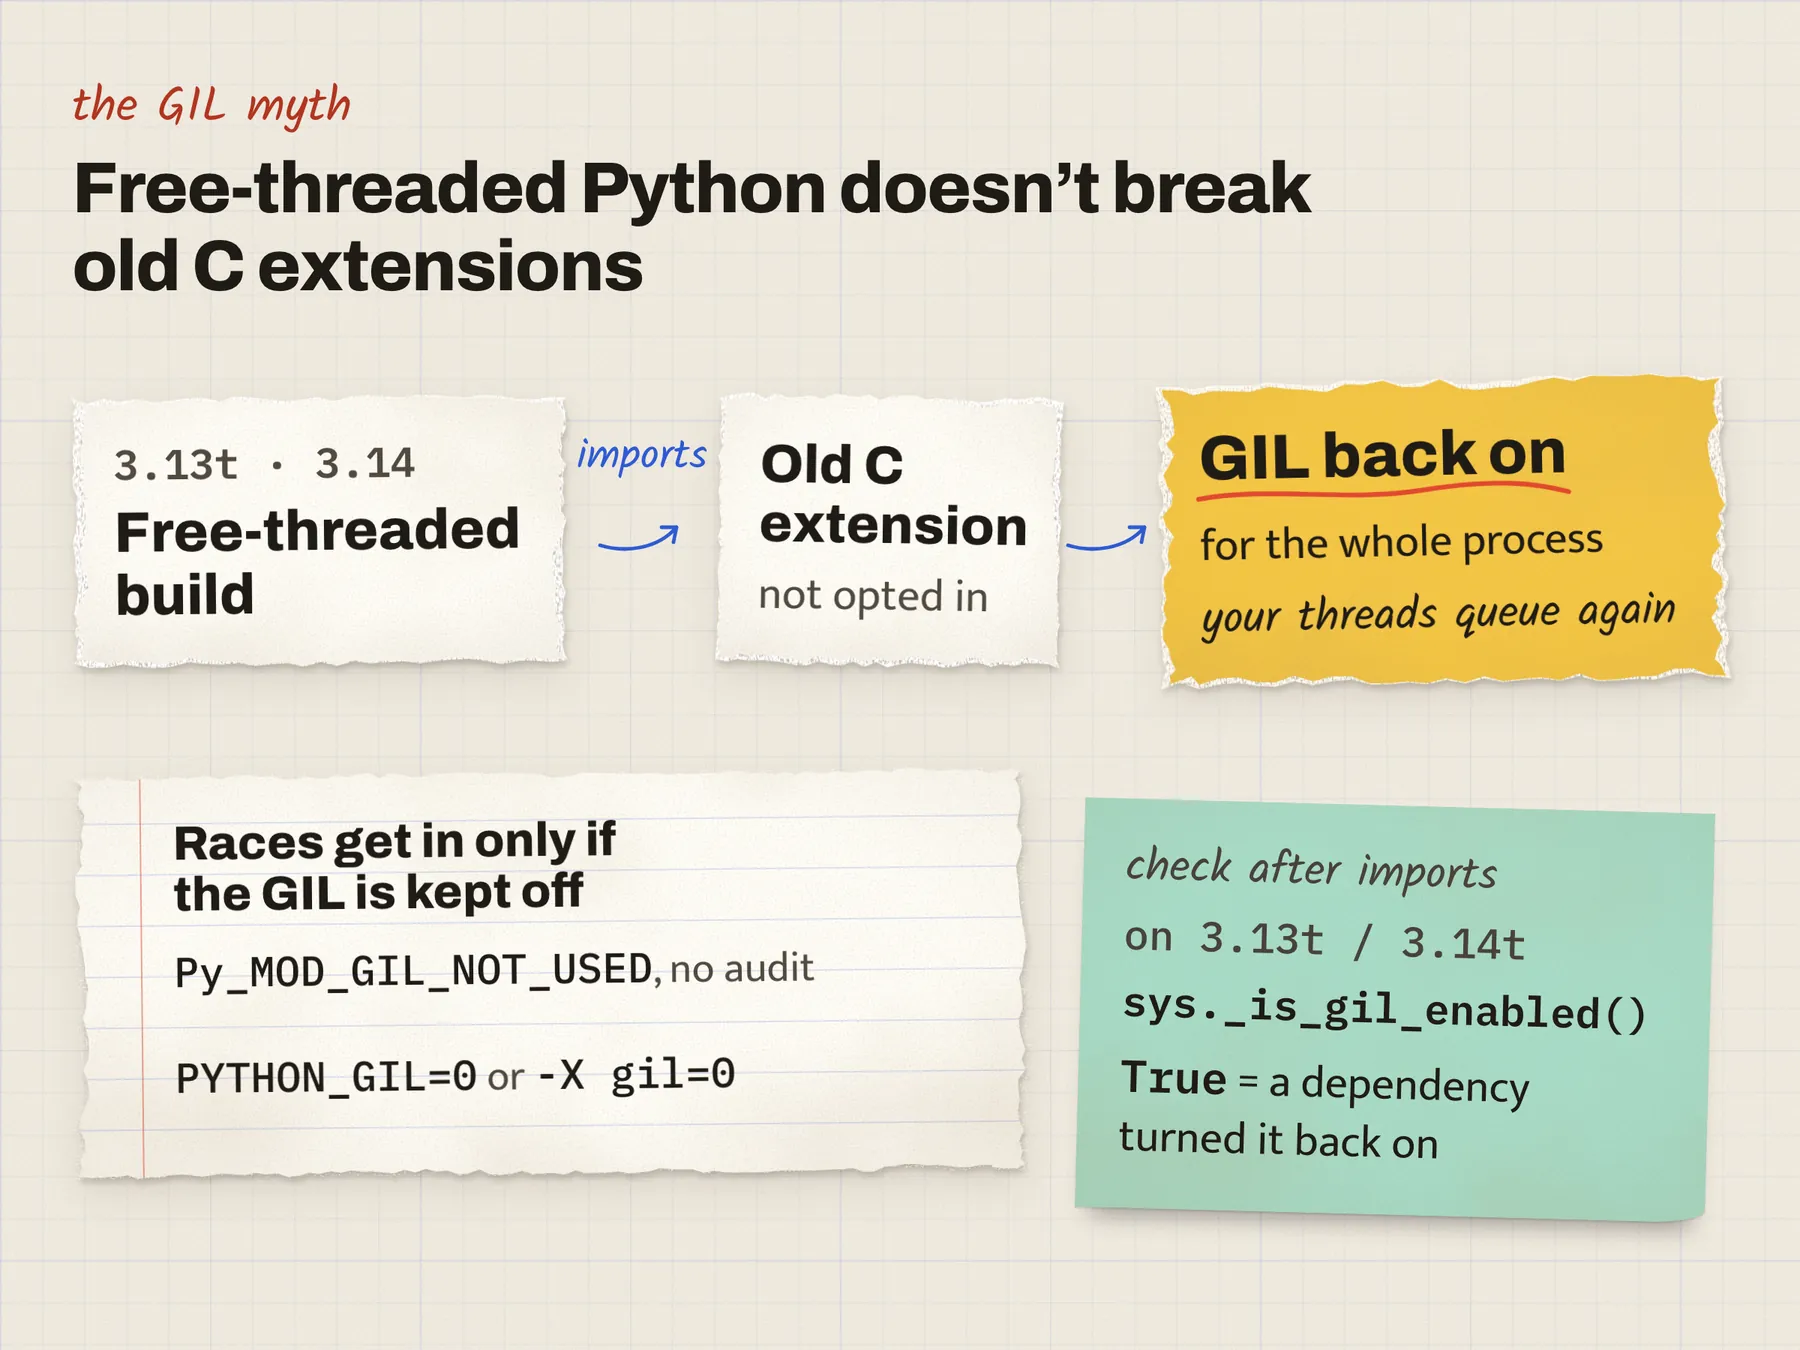 the GIL myth
Free-threaded Python doesn’t break
old C extensions
3.13t · 3.14
Free-threaded
build
imports
Old C
extension
not opted in
GIL back on
for the whole process
your threads queue again
Races get in only if
the GIL is kept off
Py_MOD_GIL_NOT_USED, no audit
PYTHON_GIL=0 or -X gil=0
check after imports
on 3.13t / 3.14t
sys._is_gil_enabled()
True = a dependency
turned it back on